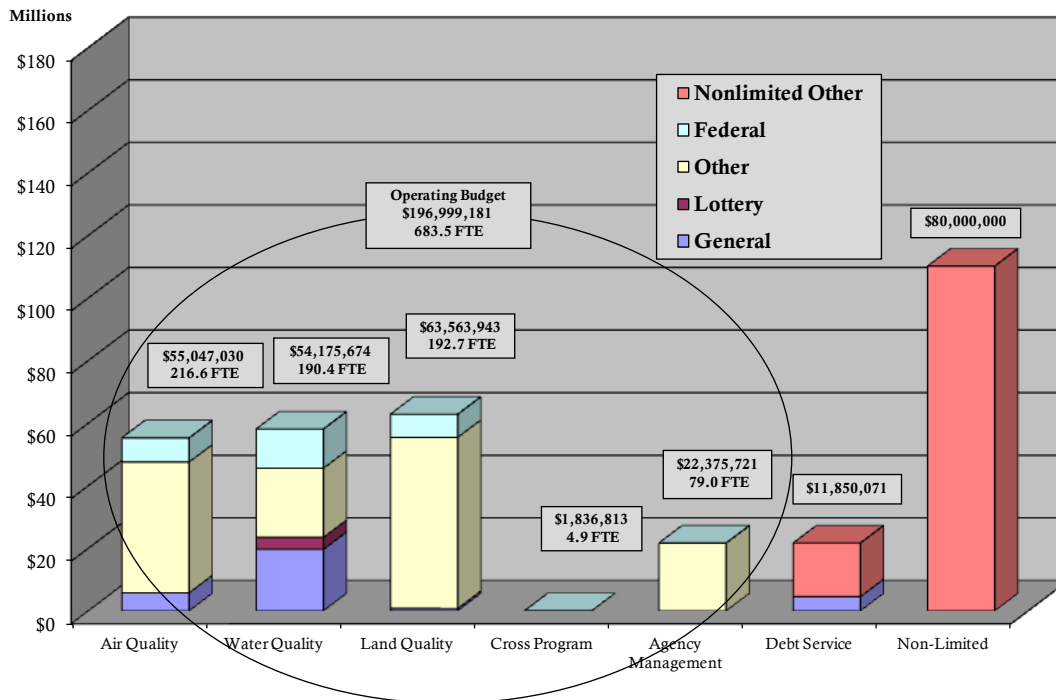 Millions
$180
$160
$140
$120
$100
$80
$60
$40
$20
$0
Nonlimited Other
Federal
Other
Lottery
General
Operating Budget
$196,999,181
683.5 FTE
$80,000,000
$63,563,943
192.7 FTE
$55,047,030
216.6 FTE
$54,175,674
190.4 FTE
$22,375,721
79.0 FTE
$11,850,071
$1,836,813
4.9 FTE
Air Quality
Water Quality
Land Quality
Cross Program
Agency
Management
Debt Service
Non-Limited